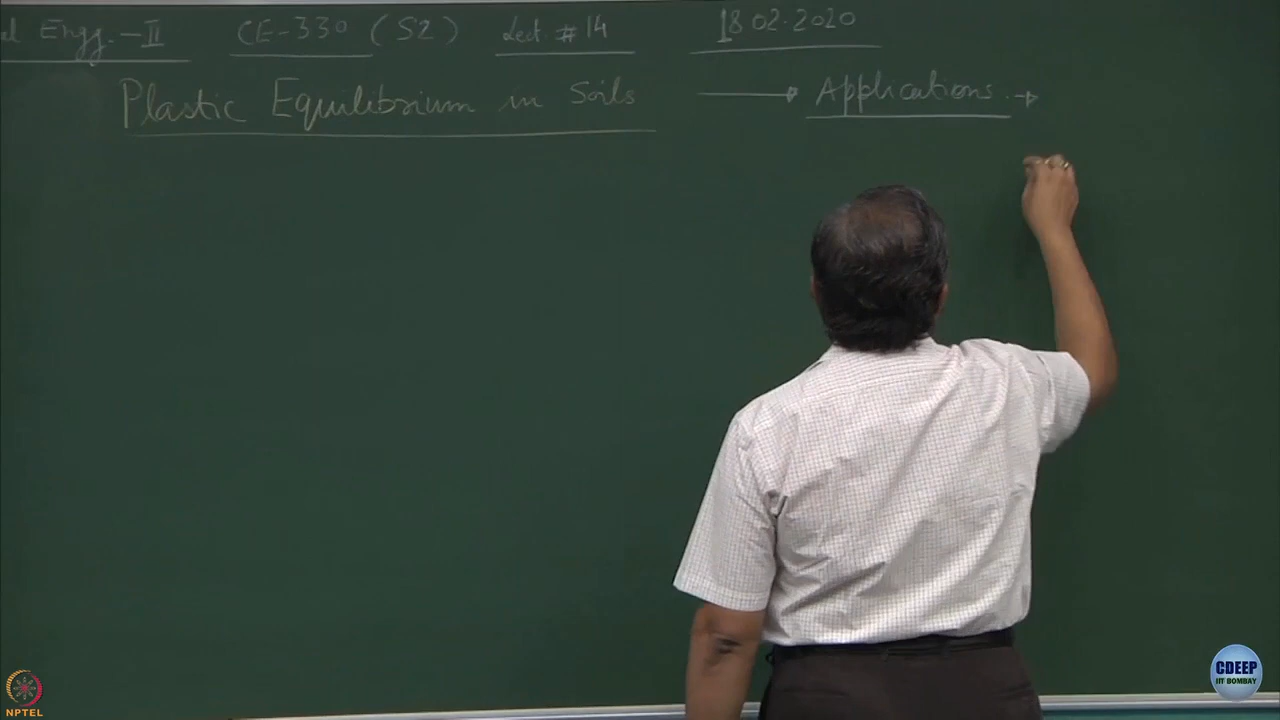 al Engg.-II CE-330 (S2) Lect #14 18.02.2020
Plastic Equilibrium in Soils → Applications →
NPTEL
CDEEP
IIT BOMBAY